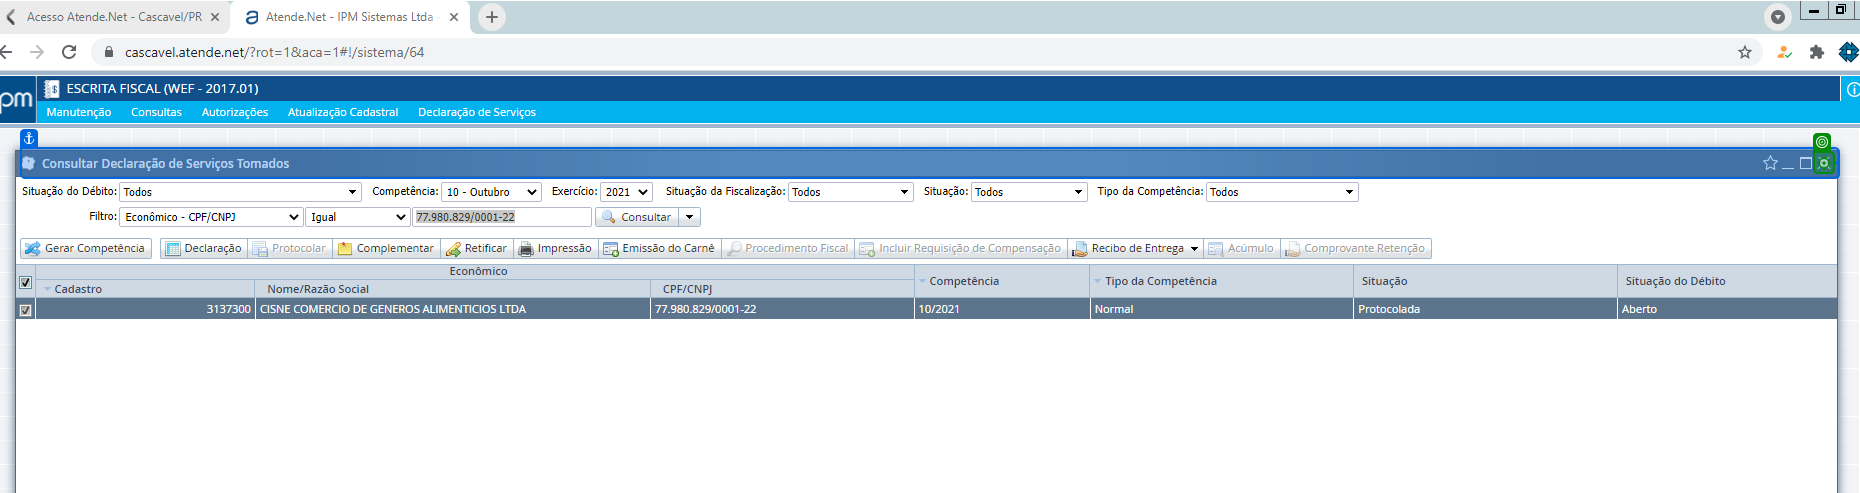 Acesso Atende.Net - Cascavel/PR
Atende.Net - IPM Sistemas Ltda
cascavel.atende.net/?rot=1&aca=1#!/sistema/64
pm
ESCRITA FISCAL (WEF - 2017.01)
Manutenção Consultas Autorizações Atualização Cadastral Declaração de Serviços
Consultar Declaração de Serviços Tomados
Situação do Débito: Todos Competência: 10 - Outubro Exercício: 2021 Situação da Fiscalização: Todos Situação: Todos Tipo da Competência: Todos
Filtro: Econômico - CPF/CNPJ Igual 77.980.829/0001-22 Consultar
Gerar Competência Declaração Protocolar Complementar Retificar Impressão Emissão do Carnê Procedimento Fiscal Incluir Requisição de Compensação Recibo de Entrega Acúmulo Comprovante Retenção
Econômico
Cadastro Nome/Razão Social CPF/CNPJ Competência Tipo da Competência Situação Situação do Débito
3137300 CISNE COMERCIO DE GENEROS ALIMENTICIOS LTDA 77.980.829/0001-22 10/2021 Normal Protocolada Aberto